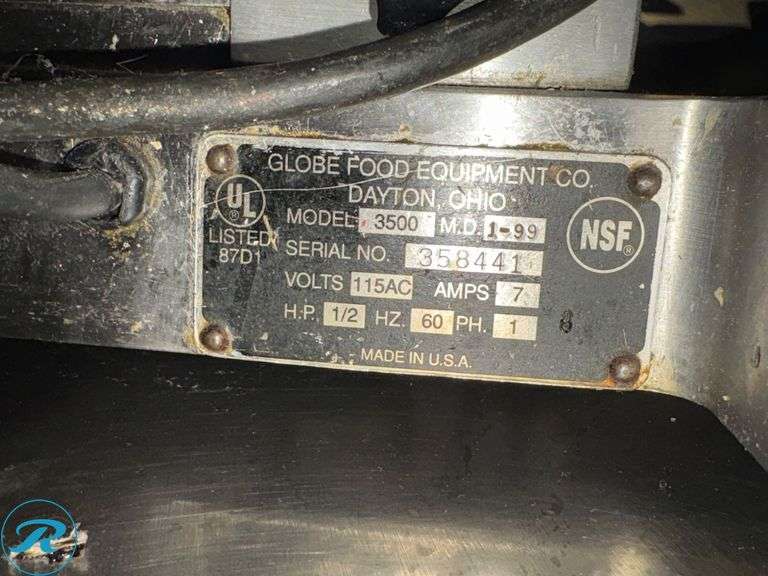 GLOBE FOOD EQUIPMENT CO.
DAYTON, OHIO
UL
®
LISTED
87D1
MODEL 3500 M.D. 1-99
SERIAL NO. 358441
VOLTS 115AC AMPS 7
H.P. 1/2 HZ. 60 PH. 1 8
MADE IN U.S.A.
NSF®
R